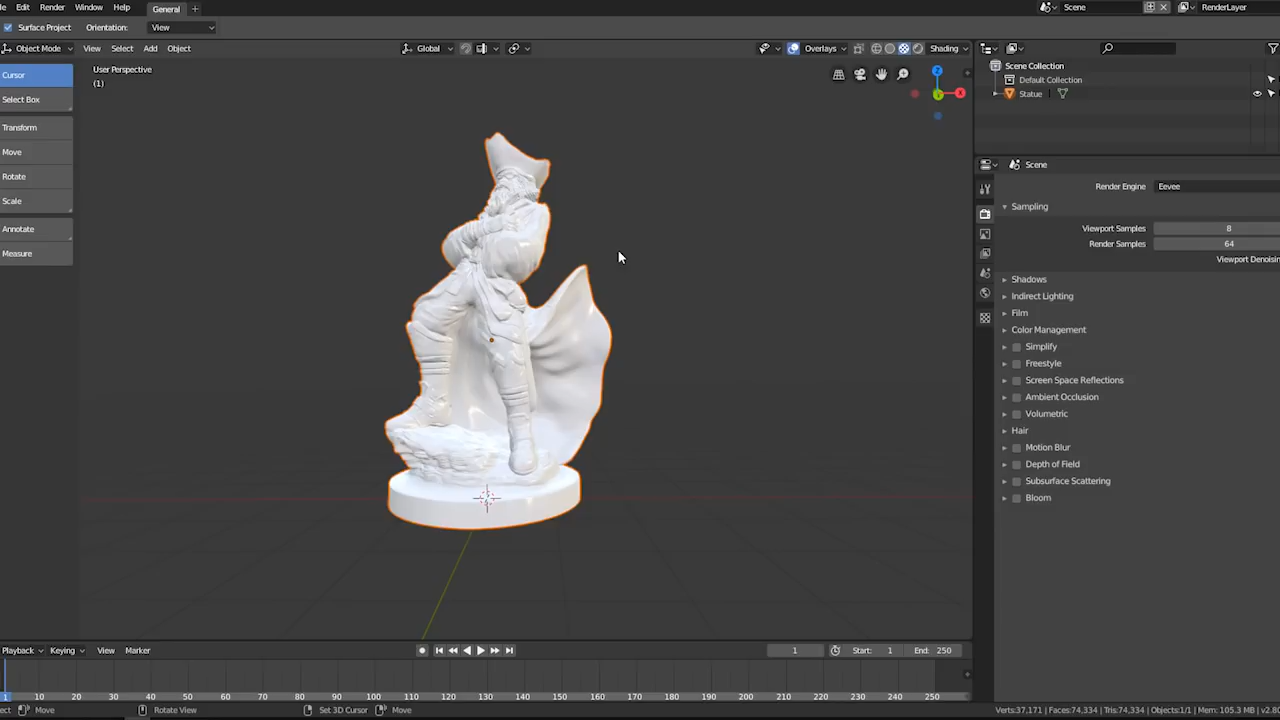 Edit Render Window Help General + Scene RenderLayer
Surface Project Orientation: View
Object Mode View Select Add Object Global Overlays Shading
Cursor
Select Box
Transform
Move
Rotate
Scale
Annotate
Measure
User Perspective
(1)
Z
X
Y
Scene Collection
Default Collection
Statue
Scene
Render Engine Eevee
Sampling
Viewport Samples 8
Render Samples 64
Viewport Denoisin
Shadows
Indirect Lighting
Film
Color Management
Simplify
Freestyle
Screen Space Reflections
Ambient Occlusion
Volumetric
Hair
Motion Blur
Depth of Field
Subsurface Scattering
Bloom
Playback Keying View Marker 1 Start: 1 End: 250
1 10 20 30 40 50 60 70 80 90 100 110 120 130 140 150 160 170 180 190 200 210 220 230 240 250
ect Move Rotate View Set 3D Cursor Move Verts:37,171 | Faces:74,334 | Tris:74,334 | Objects:1/1 | Mem: 105.3 MB | v2.80